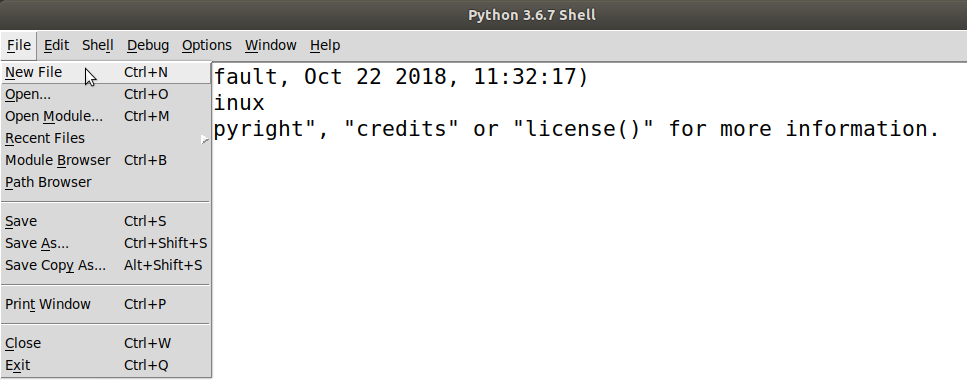 Python 3.6.7 Shell
File Edit Shell Debug Options Window Help
New File Ctrl+N
Open... Ctrl+O
Open Module... Ctrl+M
Recent Files
Module Browser Ctrl+B
Path Browser
Save Ctrl+S
Save As... Ctrl+Shift+S
Save Copy As... Alt+Shift+S
Print Window Ctrl+P
Close Ctrl+W
Exit Ctrl+Q
fault, Oct 22 2018, 11:32:17)
inux
pyright", "credits" or "license()" for more information.